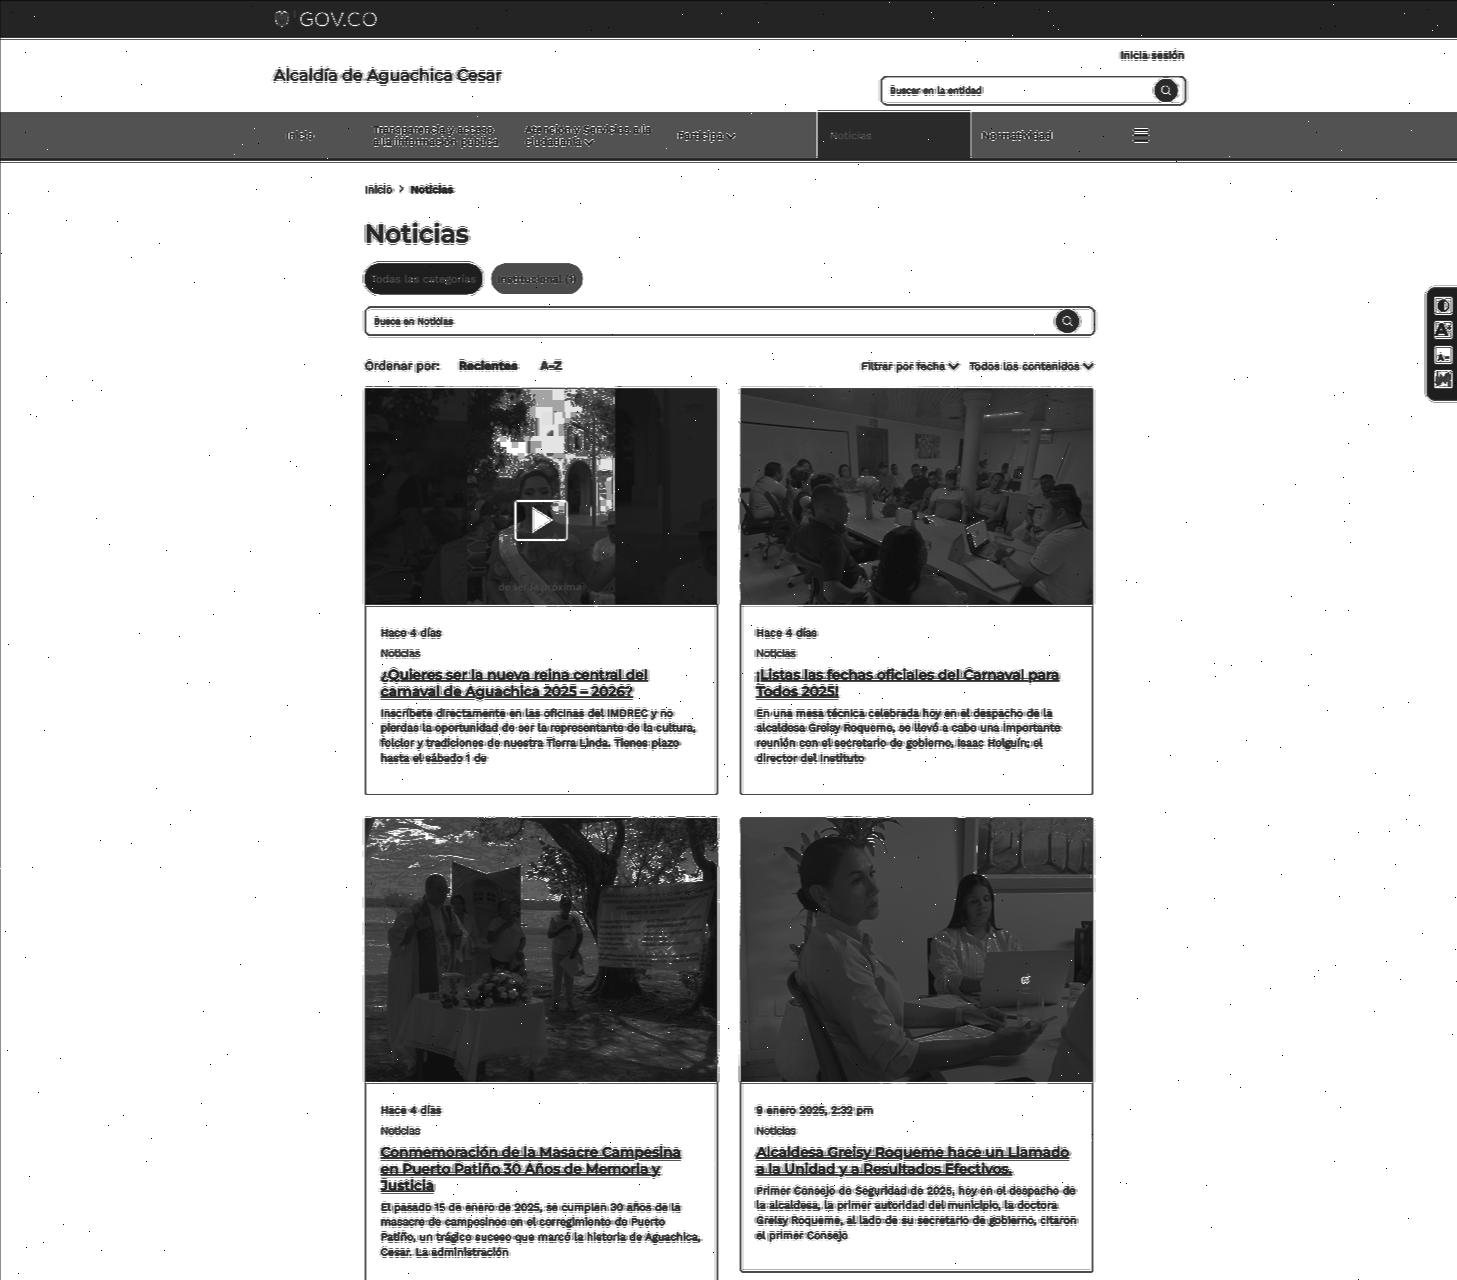 GOV.CO
Inicia sesión
Alcaldía de Aguachica Cesar
Buscar en la entidad
Inicio
Transparencia y acceso
a la información pública
Atención y Servicios a la
ciudadanía
Participa
Noticias
Normatividad
Inicio > Noticias
Noticias
Todas las categorías
Institucional (1)
Busca en Noticias
Ordenar por: Recientes A-Z
Filtrar por fecha Todos los contenidos
de ser la próxima
Hace 4 días
Noticias
¿Quieres ser la nueva reina central del
carnaval de Aguachica 2025 – 2026?
Inscríbete directamente en las oficinas del IMDREC y no
pierdas la oportunidad de ser la representante de la cultura,
folclor y tradiciones de nuestra Tierra Linda. Tienes plazo
hasta el sábado 1 de
Hace 4 días
Noticias
¡Listas las fechas oficiales del Carnaval para
Todos 2025!
En una mesa técnica celebrada hoy en el despacho de la
alcaldesa Greisy Roqueme, se llevó a cabo una importante
reunión con el secretario de gobierno, Isaac Holguín; el
director del Instituto
Hace 4 días
Noticias
Conmemoración de la Masacre Campesina
en Puerto Patiño 30 Años de Memoria y
Justicia
El pasado 15 de enero de 2025, se cumplen 30 años de la
masacre de campesinos en el corregimiento de Puerto
Patiño, un trágico suceso que marcó la historia de Aguachica,
Cesar. La administración
9 enero 2025, 2:32 pm
Noticias
Alcaldesa Greisy Roqueme hace un Llamado
a la Unidad y a Resultados Efectivos.
Primer Consejo de Seguridad de 2025, hoy en el despacho de
la alcaldesa, la primer autoridad del municipio, la doctora
Greisy Roqueme, al lado de su secretario de gobierno, citaron
el primer Consejo